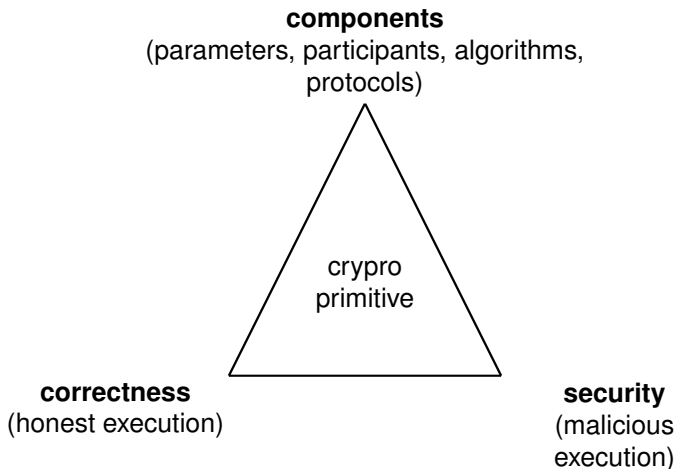 components
(parameters, participants, algorithms,
protocols)
crypro
primitive
correctness
(honest execution)
security
(malicious
execution)